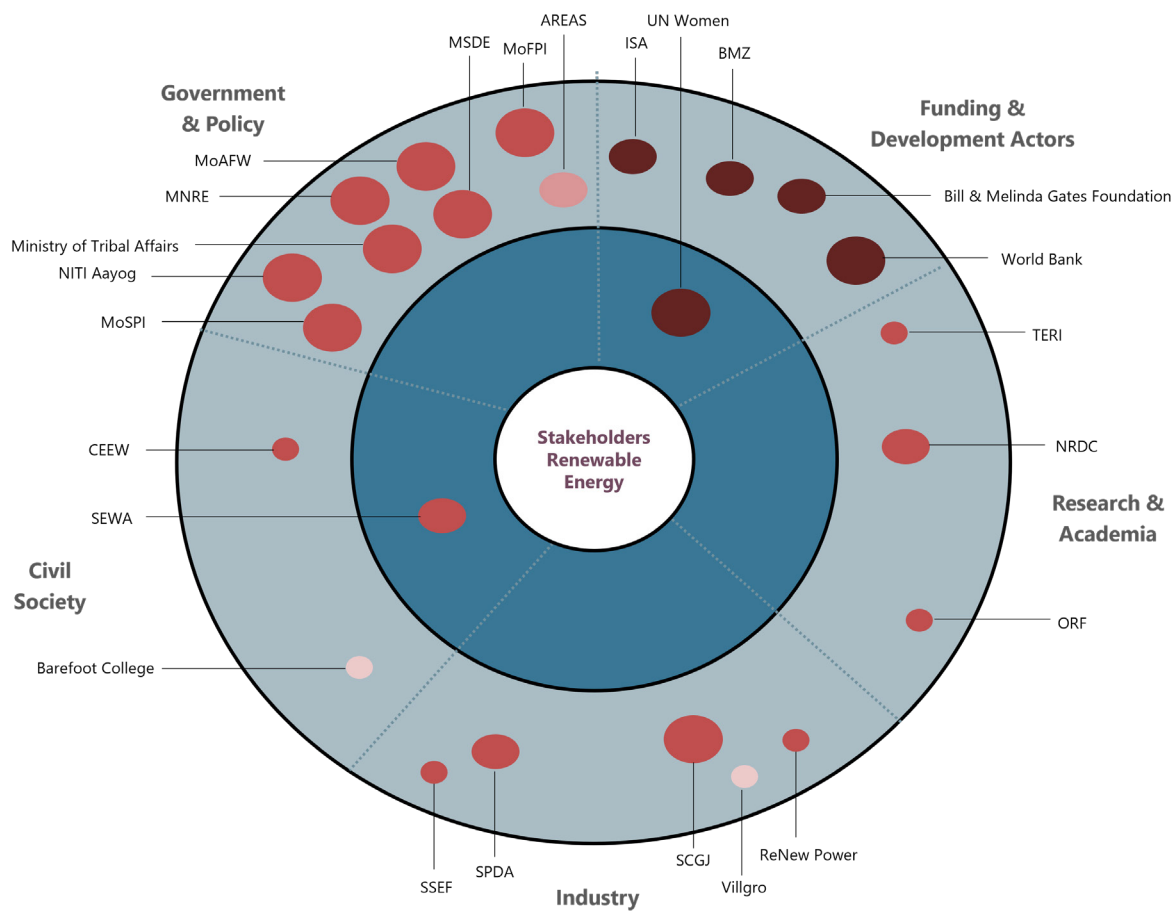 AREAS
UN Women
MSDE
MoFPI
ISA
BMZ
Government
& Policy
Funding &
Development Actors
MoAFW
MNRE
Bill & Melinda Gates Foundation
Ministry of Tribal Affairs
NITI Aayog
World Bank
MoSPI
TERI
CEEW
Stakeholders
Renewable
Energy
NRDC
SEWA
Research &
Academia
Civil
Society
ORF
Barefoot College
SSEF
SPDA
SCGJ
ReNew Power
Villgro
Industry